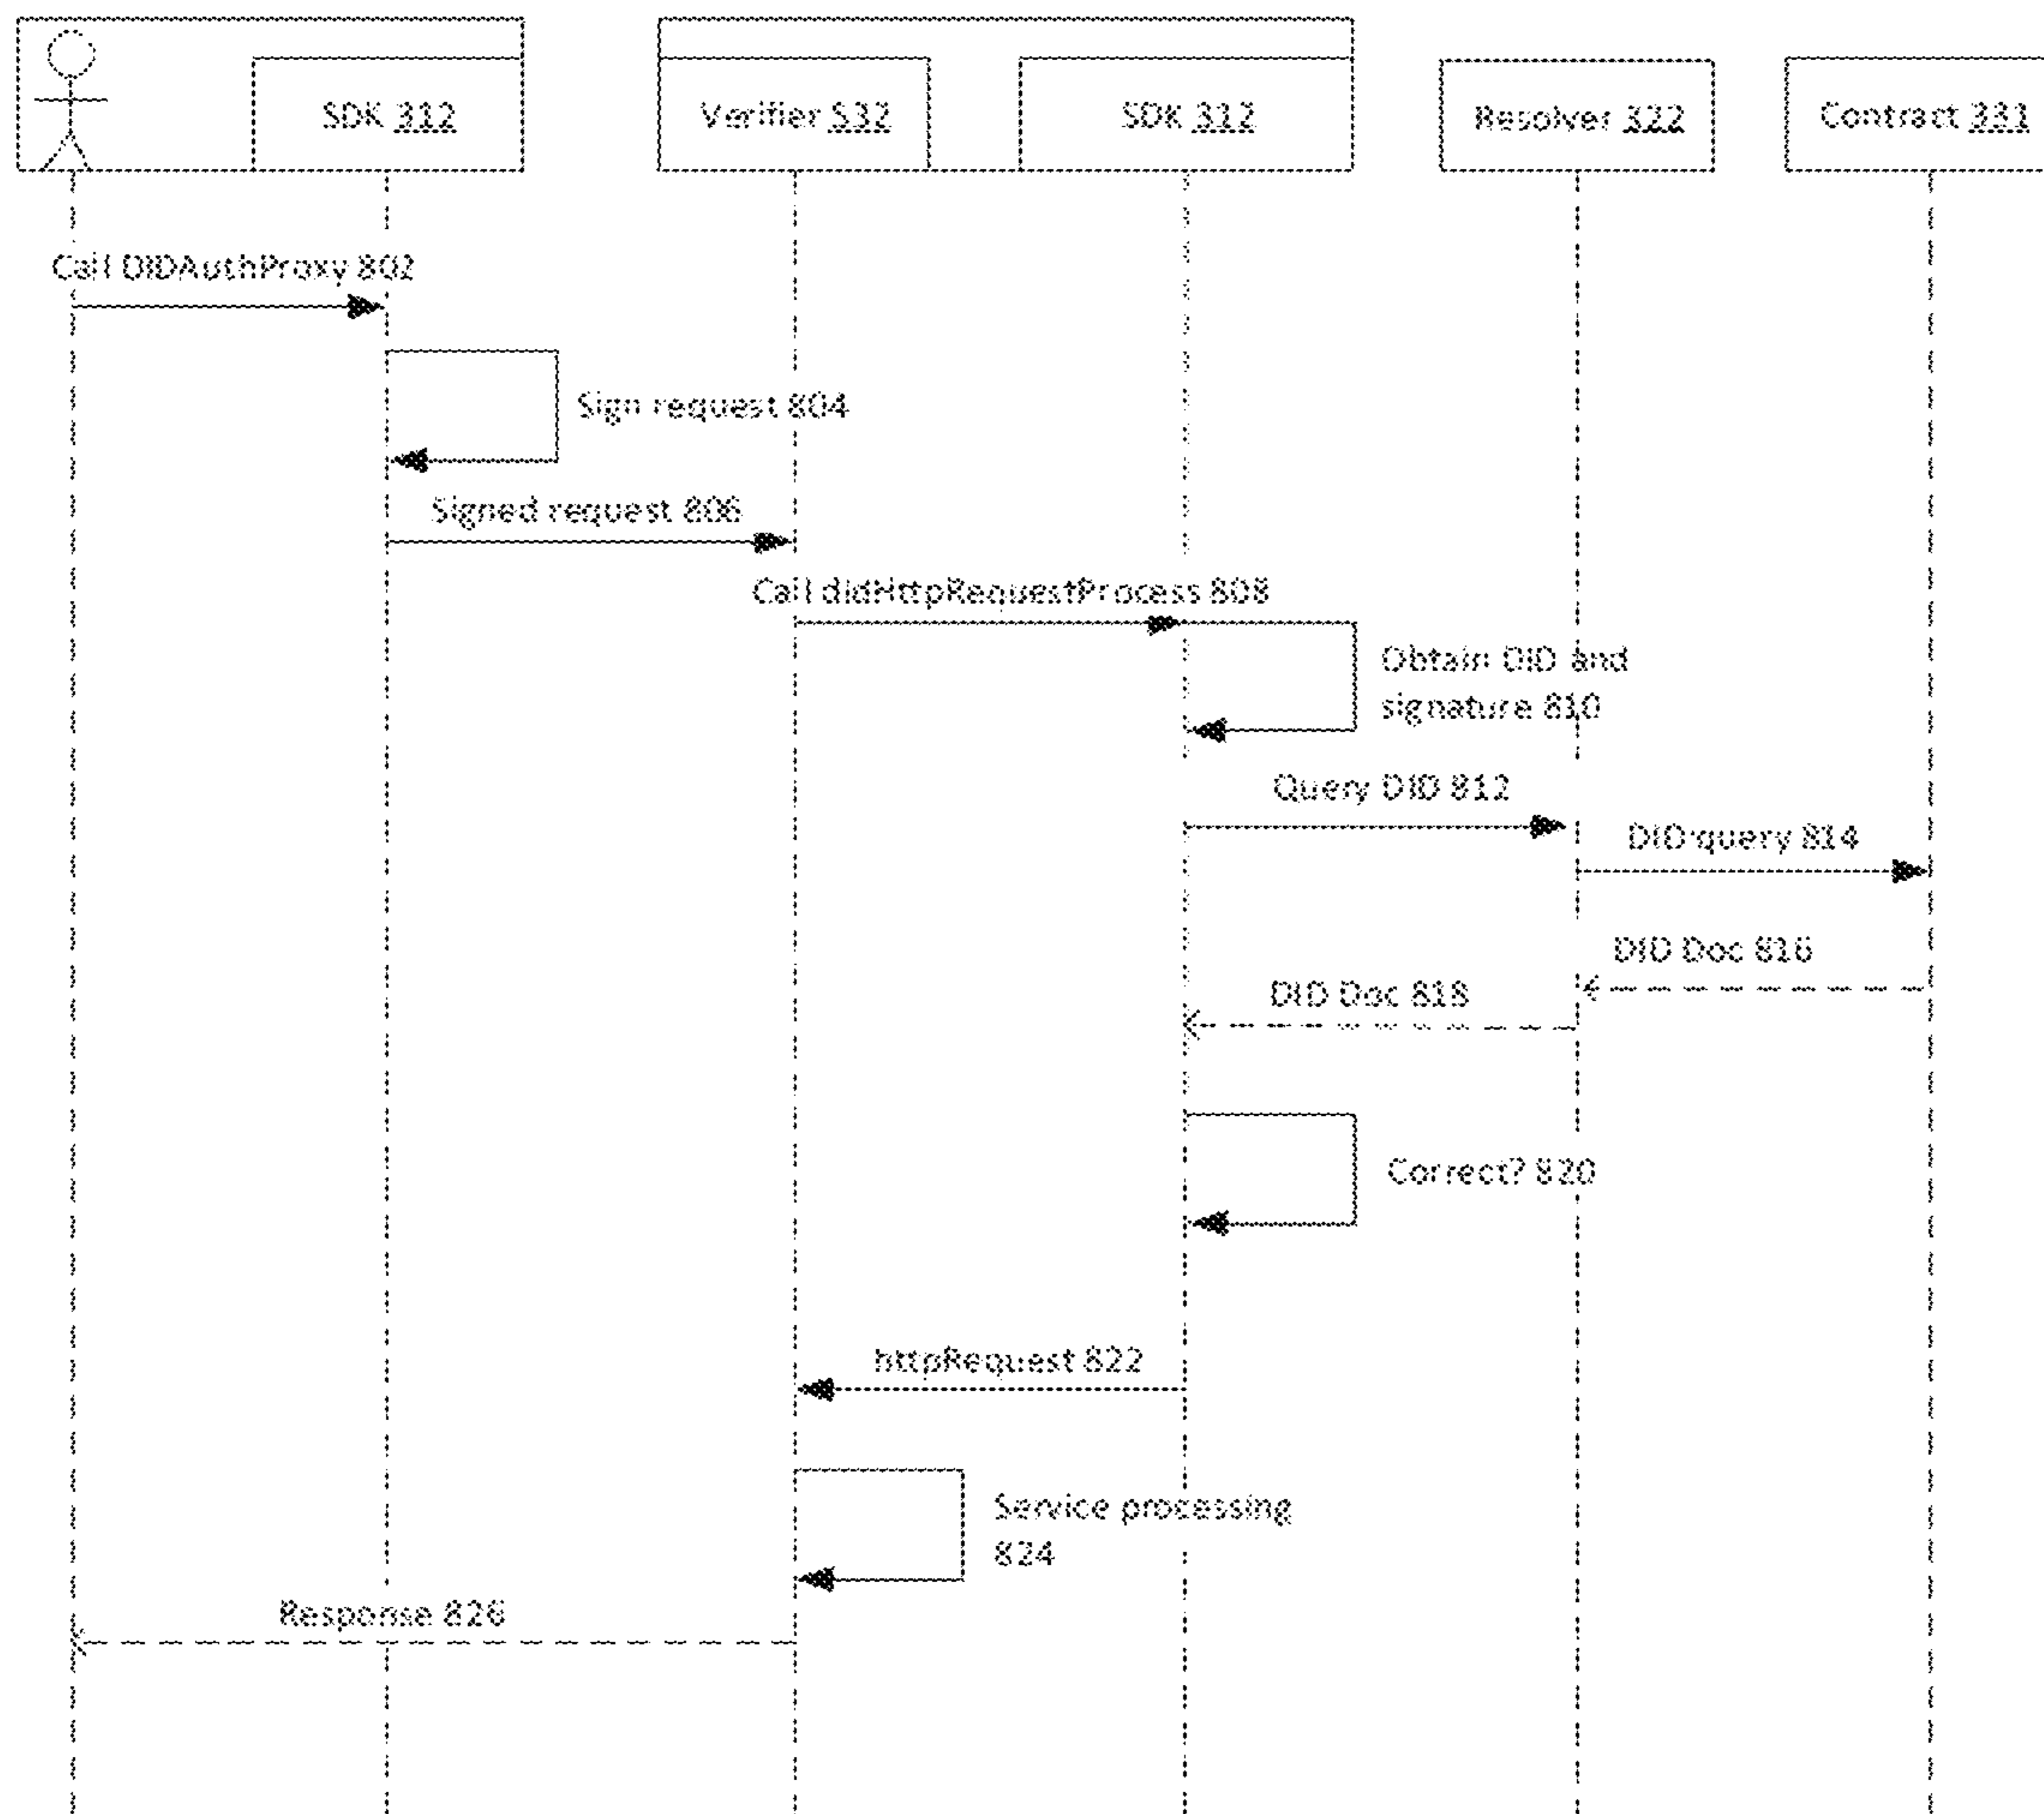 SDK 312
Verifier 532
SDK 312
Resolver 322
Contract 331
Call DIDAuthProxy 802
Sign request 804
Signed request 806
Call didHttpRequestProcess 808
Obtain DID and
signature 810
Query DID 812
DID query 814
DID Doc 816
DID Doc 818
Correct? 820
httpRequest 822
Service processing
824
Response 826